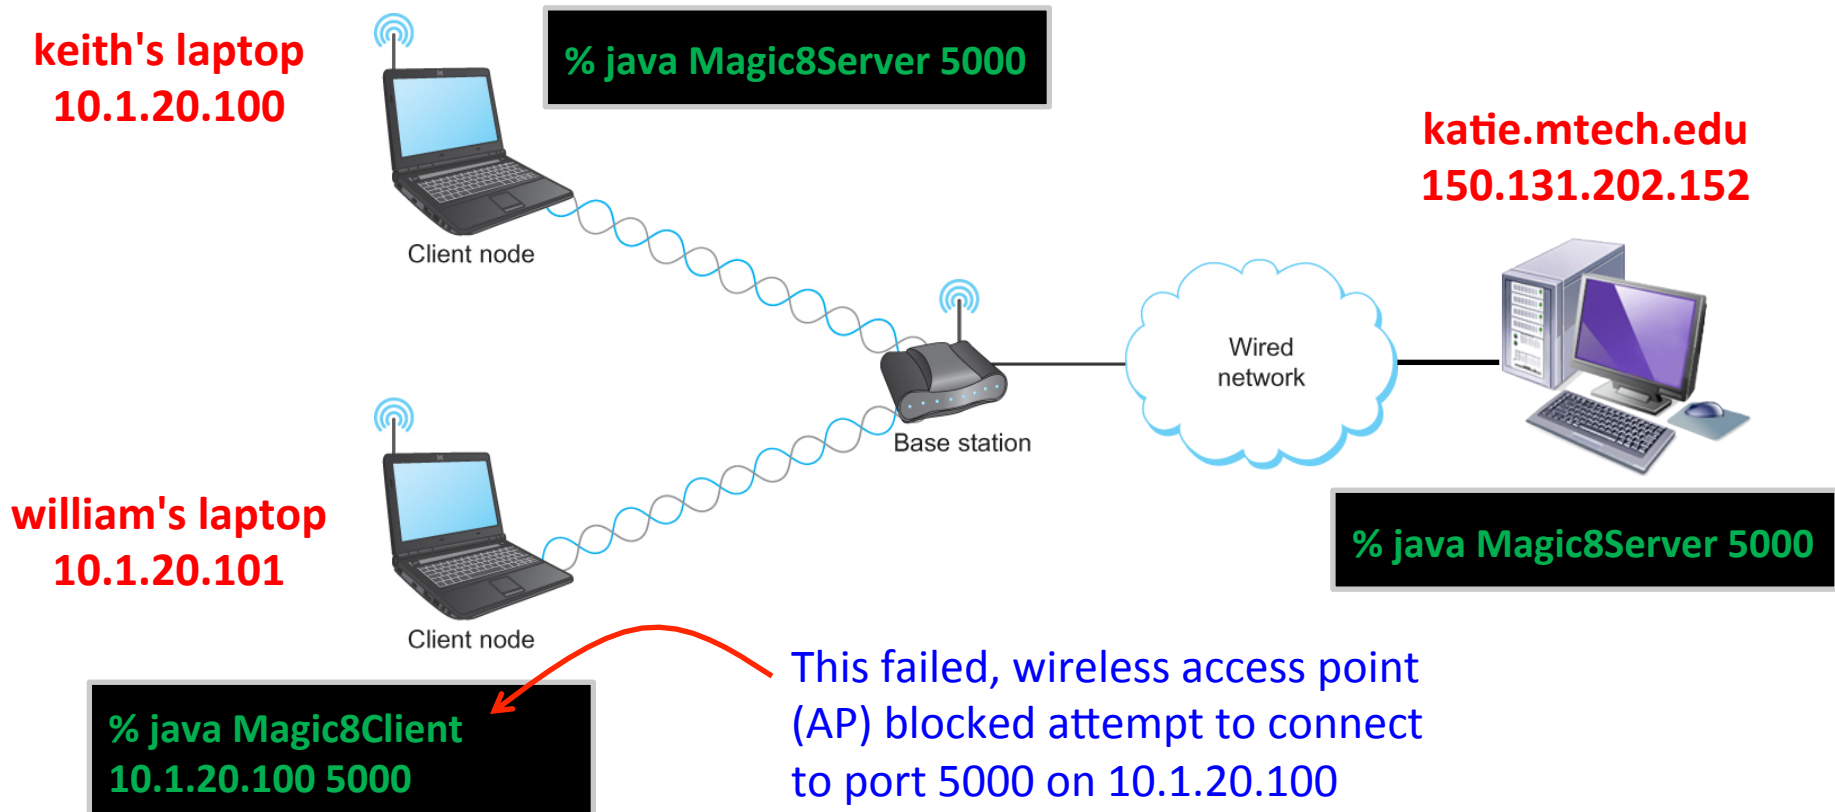 keith's laptop
10.1.20.100
% java Magic8Server 5000
katie.mtech.edu
150.131.202.152
Client node
Wired
network
Base station
william's laptop
10.1.20.101
% java Magic8Server 5000
Client node
This failed, wireless access point
(AP) blocked attempt to connect
to port 5000 on 10.1.20.100
% java Magic8Client
10.1.20.100 5000